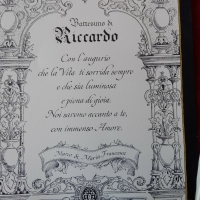 Battesimo di
Riccardo
Con l'augurio
che la Vita ti sorrida sempre
e che sia luminosa
e piena di gioia.
Noi saremo accanto a te,
con immenso Amore.
Marco & Maria Francesca